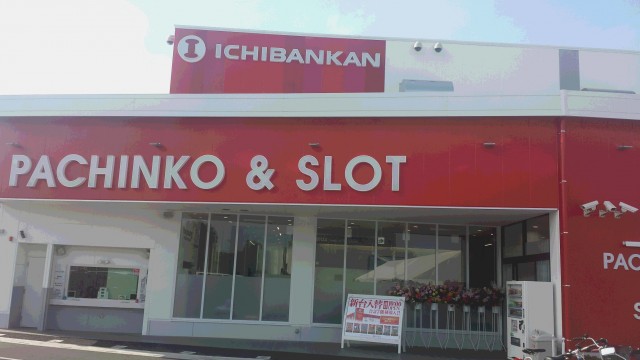 ICHIBANKAN
PACHINKO & SLOT
新台入替
PAC
S